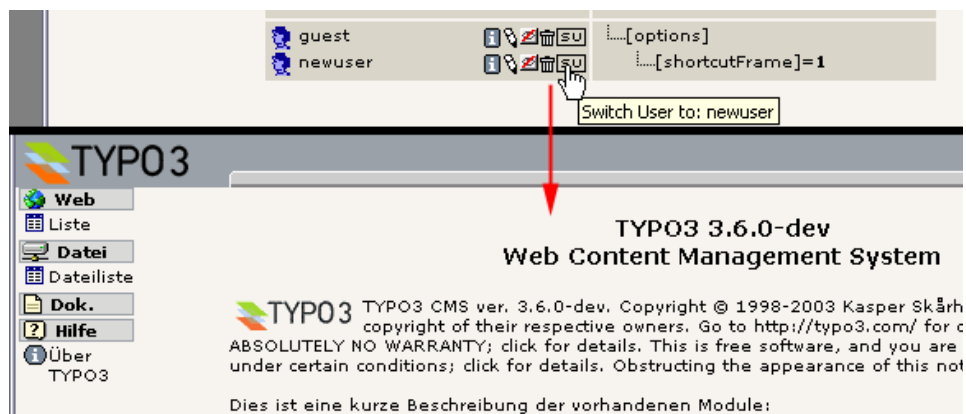 guest SU [options]
newuser SU [shortcutFrame]=1
Switch User to: newuser
TYPO3
Web
Liste
Datei
Dateiliste
Dok.
Hilfe
Über
TYPO3
TYPO3 3.6.0-dev
Web Content Management System
TYPO3 TYPO3 CMS ver. 3.6.0-dev. Copyright © 1998-2003 Kasper Skårh
copyright of their respective owners. Go to http://typo3.com/ for
ABSOLUTELY NO WARRANTY; click for details. This is free software, and you are
under certain conditions; click for details. Obstructing the appearance of this not
Dies ist eine kurze Beschreibung der vorhandenen Module: